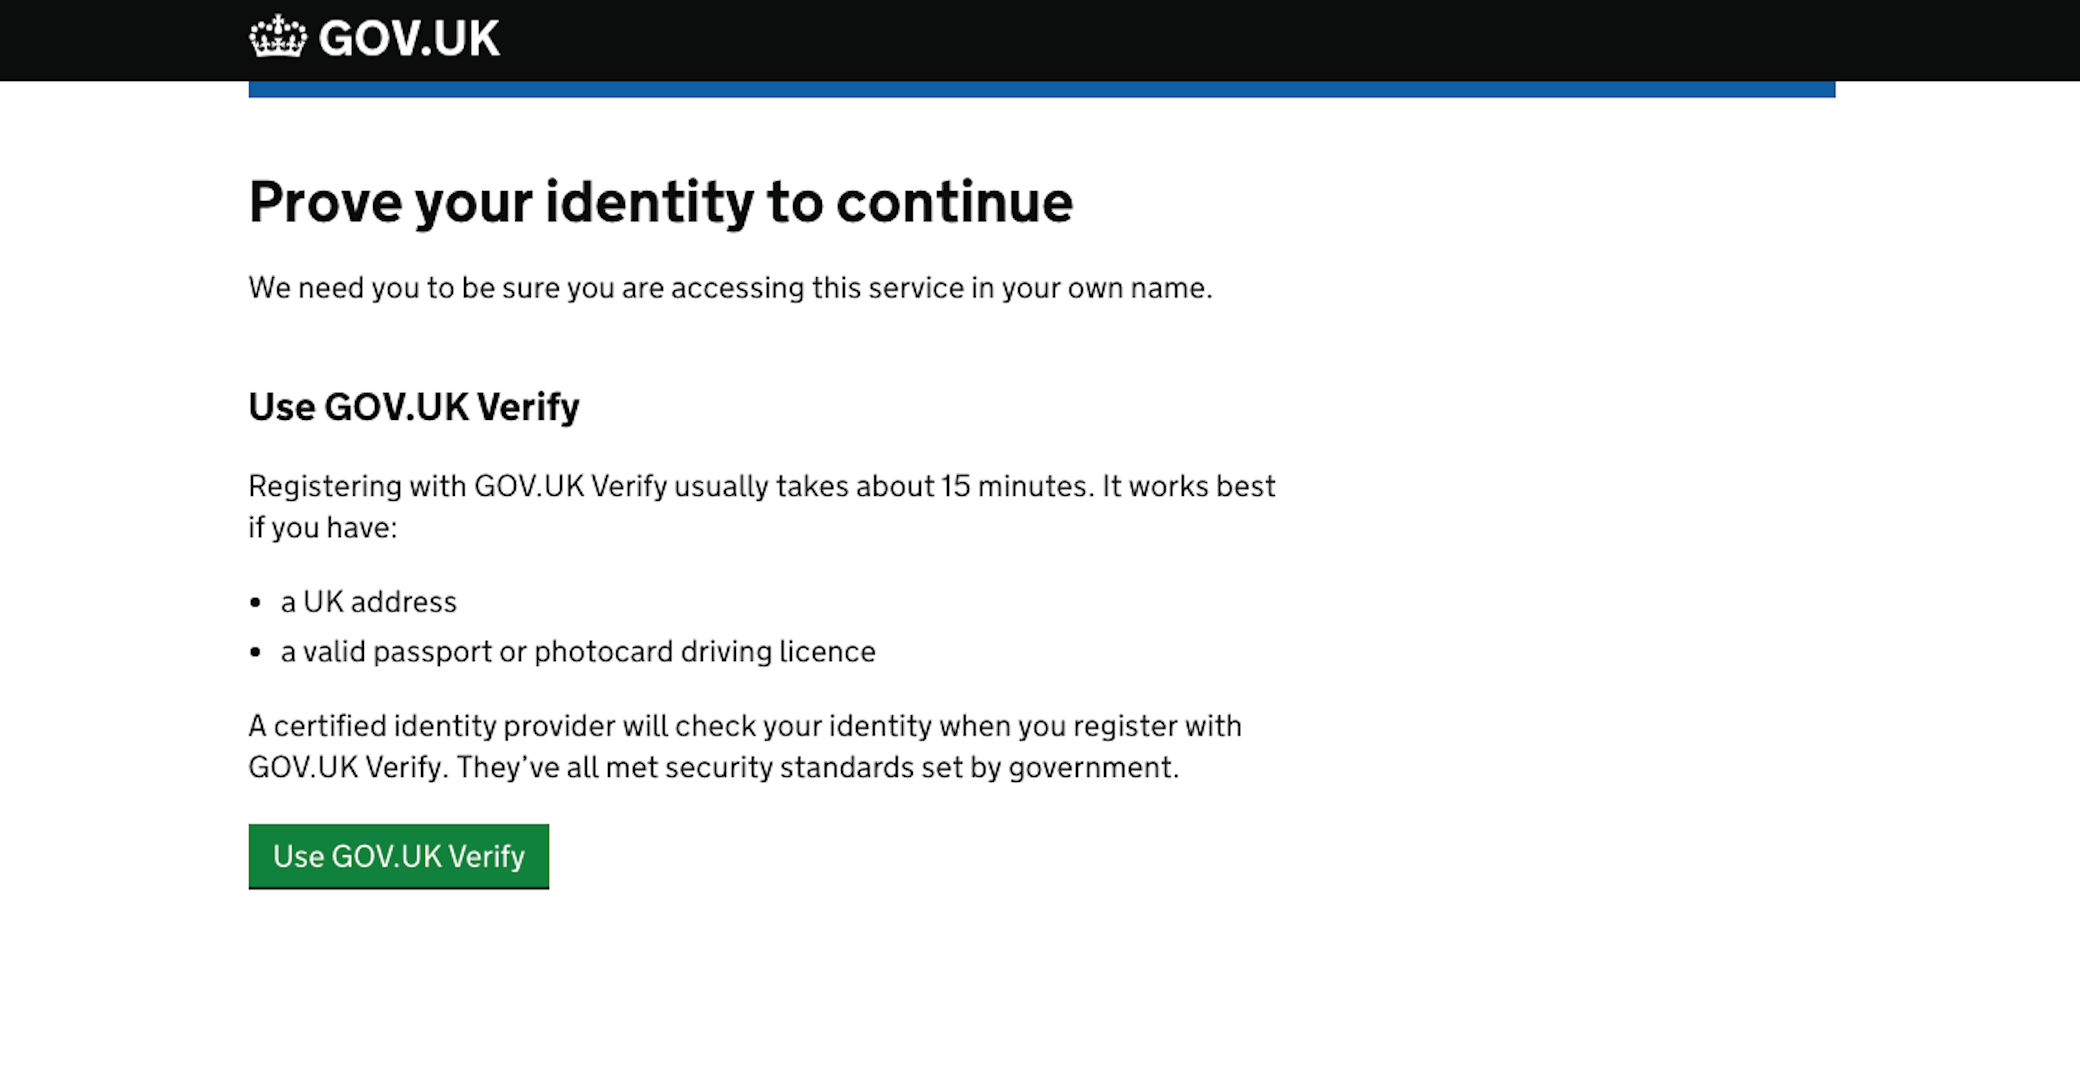 GOV.UK
Prove your identity to continue
We need you to be sure you are accessing this service in your own name.
Use GOV.UK Verify
Registering with GOV.UK Verify usually takes about 15 minutes. It works best
if you have:
• a UK address
• a valid passport or photocard driving licence
A certified identity provider will check your identity when you register with
GOV.UK Verify. They’ve all met security standards set by government.
Use GOV.UK Verify